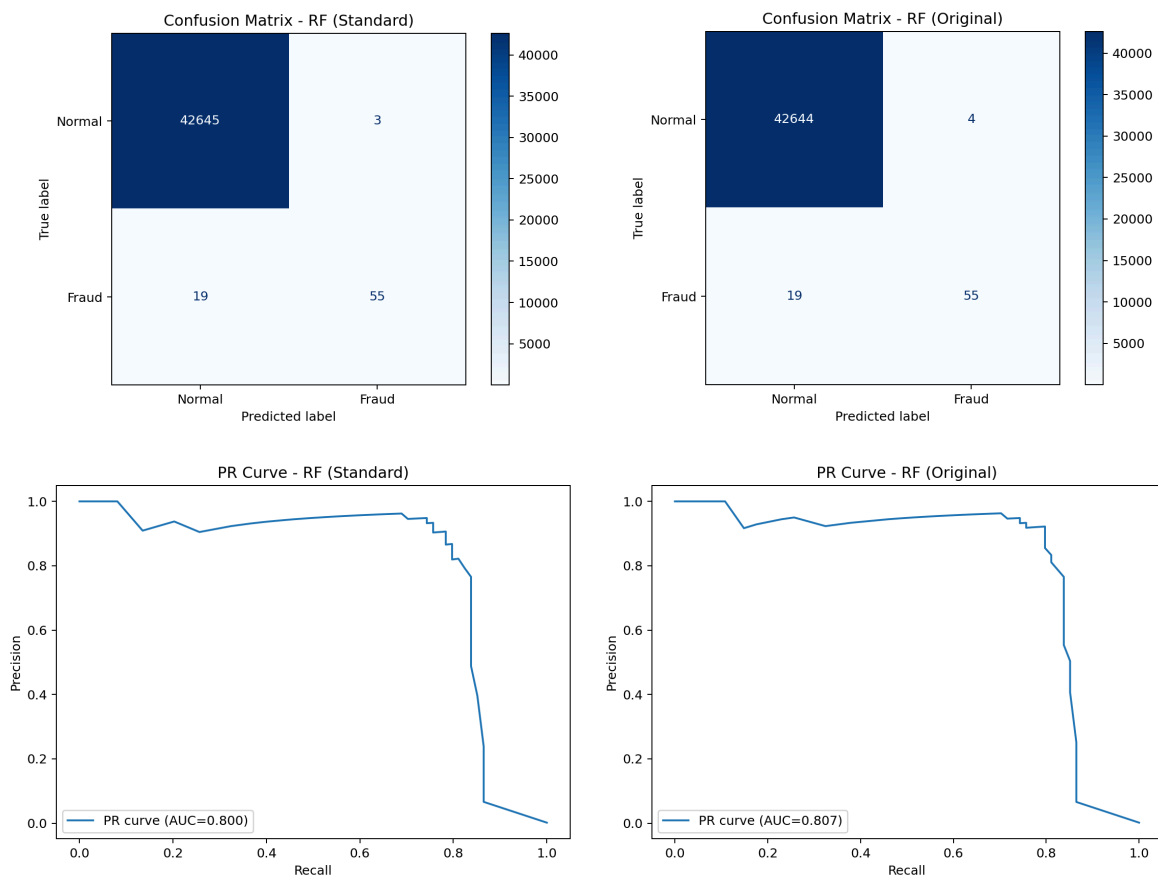 Confusion Matrix - RF (Standard)
Normal
Fraud
True label
42645
3
19
55
Normal
Fraud
Predicted label
40000
35000
30000
25000
20000
15000
10000
5000
Confusion Matrix - RF (Original)
Normal
Fraud
True label
42644
4
19
55
Normal
Fraud
Predicted label
40000
35000
30000
25000
20000
15000
10000
5000
PR Curve - RF (Standard)
1.0
0.8
0.6
0.4
0.2
0.0
Precision
PR curve (AUC=0.800)
0.0
0.2
0.4
0.6
0.8
1.0
Recall
PR Curve - RF (Original)
1.0
0.8
0.6
0.4
0.2
0.0
Precision
PR curve (AUC=0.807)
0.0
0.2
0.4
0.6
0.8
1.0
Recall